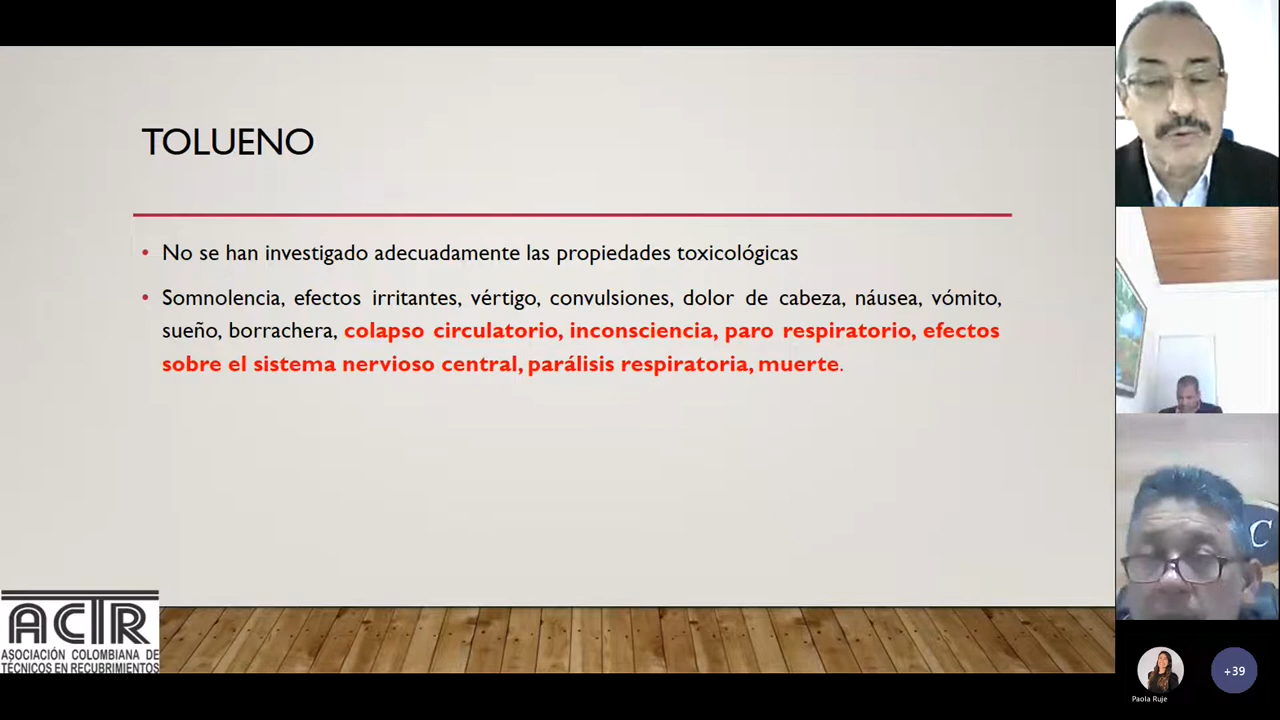 TOLUENO
• No se han investigado adecuadamente las propiedades toxicológicas
• Somnolencia, efectos irritantes, vértigo, convulsiones, dolor de cabeza, náusea, vómito,
sueño, borrachera, colapso circulatorio, inconsciencia, paro respiratorio, efectos
sobre el sistema nervioso central, parálisis respiratoria, muerte.
ACTR
ASOCIACIÓN COLOMBIANA DE
TÉCNICOS EN RECUBRIMIENTOS
C
Paola Ruje
+39